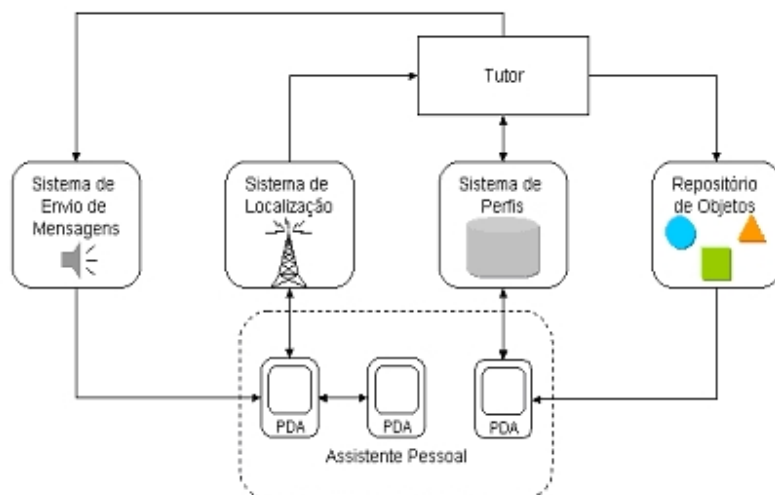 Tutor
Sistema de
Envio de
Mensagens
Sistema de
Localização
Sistema de
Perfis
Repositório
de Objetos
PDA
PDA
PDA
Assistente Pessoal